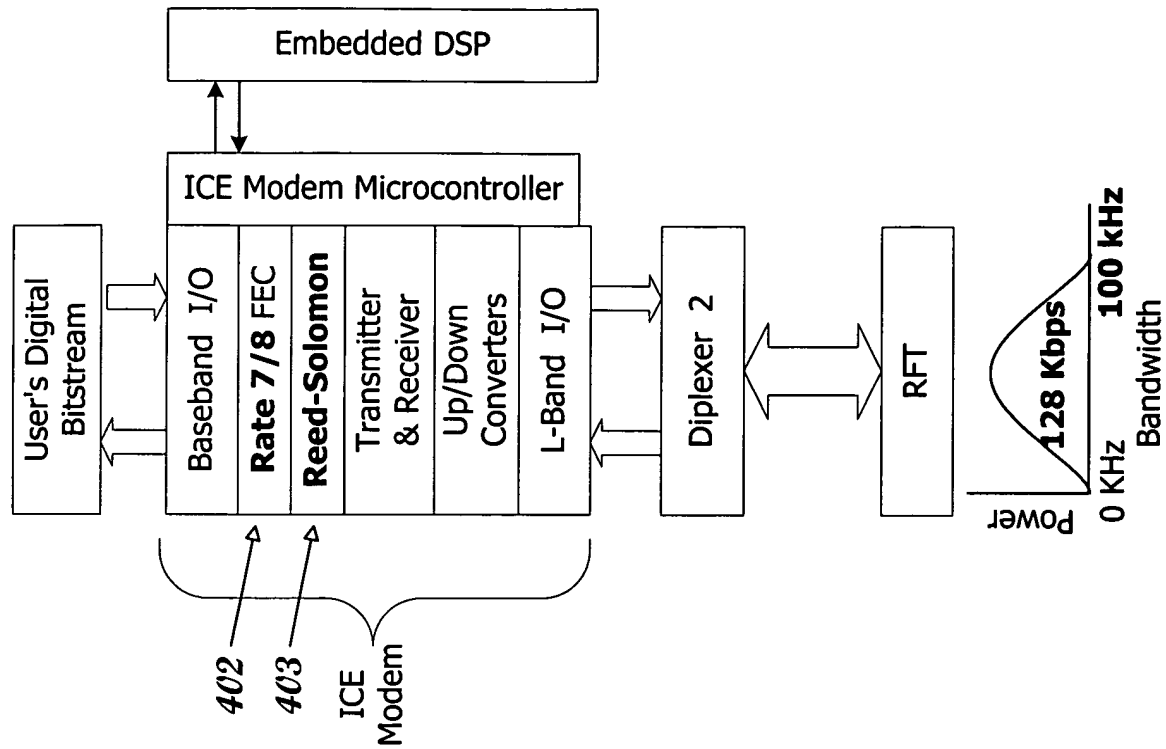 Embedded DSP
ICE Modem Microcontroller
User's Digital
Bitstream
Baseband I/O
Rate 7/8 FEC
Reed-Solomon
Transmitter
& Receiver
Up/Down
Converters
L-Band I/O
402
403
ICE
Modem
Diplexer 2
RFT
Power
128 Kbps
0 KHz
100 kHz
Bandwidth